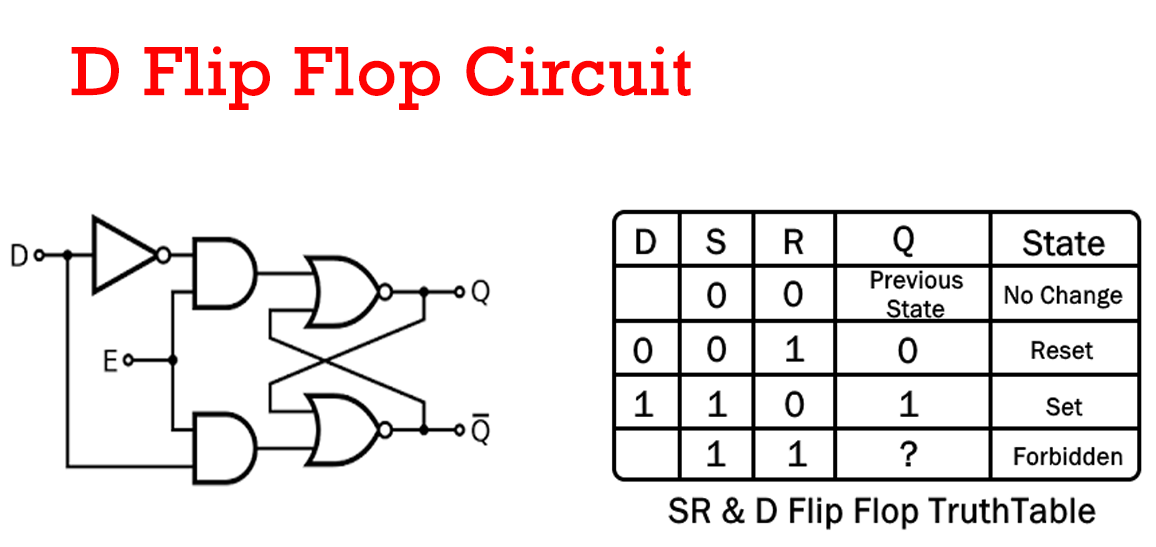 D Flip Flop Circuit
D
E
Q
Q̅
D S R Q State
0 0 Previous State No Change
0 0 1 0 Reset
1 1 0 1 Set
1 1 ? Forbidden
SR & D Flip Flop TruthTable